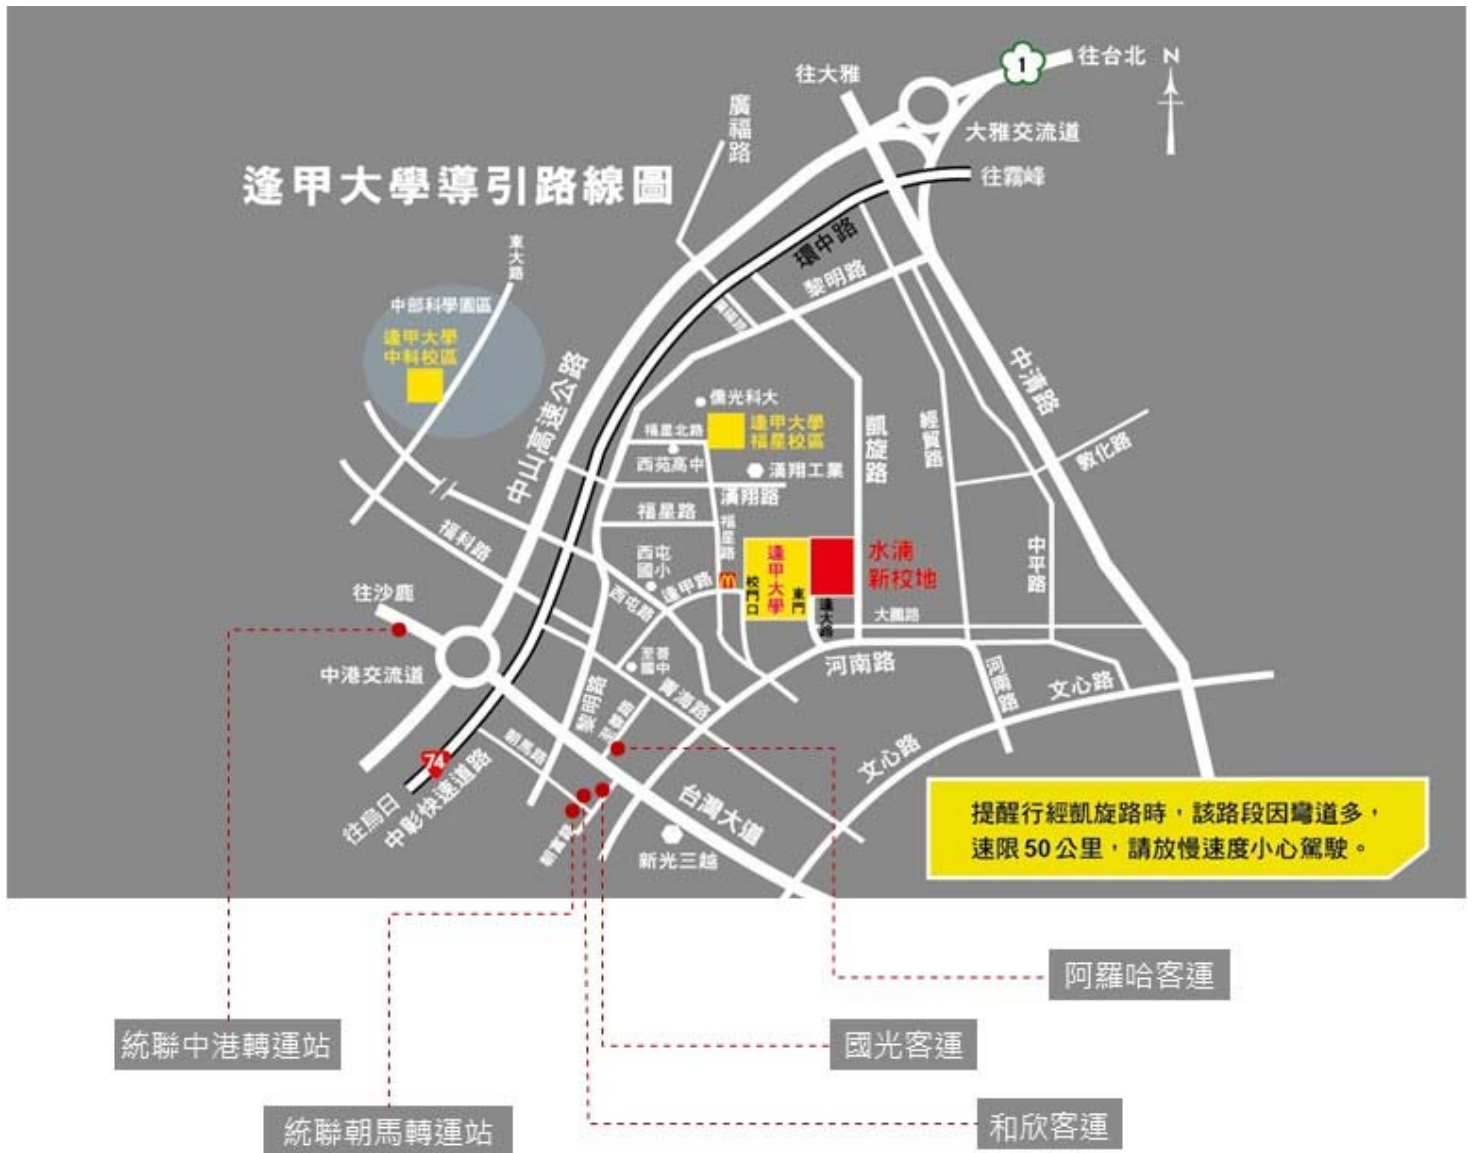 往台北
1
N
往大雅
大雅交流道
廣福路
往霧峰
逢甲大學導引路線圖
東大路
環中路
黎明路
中部科學園區
逢甲大學
中科校區
廣福路
中山高速公路
中清路
僑光科大
逢甲大學
福星校區
福星北路
西苑高中
凱旋路
經貿路
敦化路
漢翔工業
漢翔路
福星路
福星路
福科路
西屯
國小
逢甲路
西屯路
校門口
逢甲大學
東門
水湳
新校地
中平路
往沙鹿
逢大路
大鵬路
中港交流道
至善
國中
河南路
河南路
青海路
文心路
黎明路
至善路
朝馬路
74
中彰快速道路
往烏日
台灣大道
文心路
朝富路
新光三越
提醒行經凱旋路時，該路段因彎道多，
速限50公里，請放慢速度小心駕駛。
阿羅哈客運
統聯中港轉運站
國光客運
統聯朝馬轉運站
和欣客運